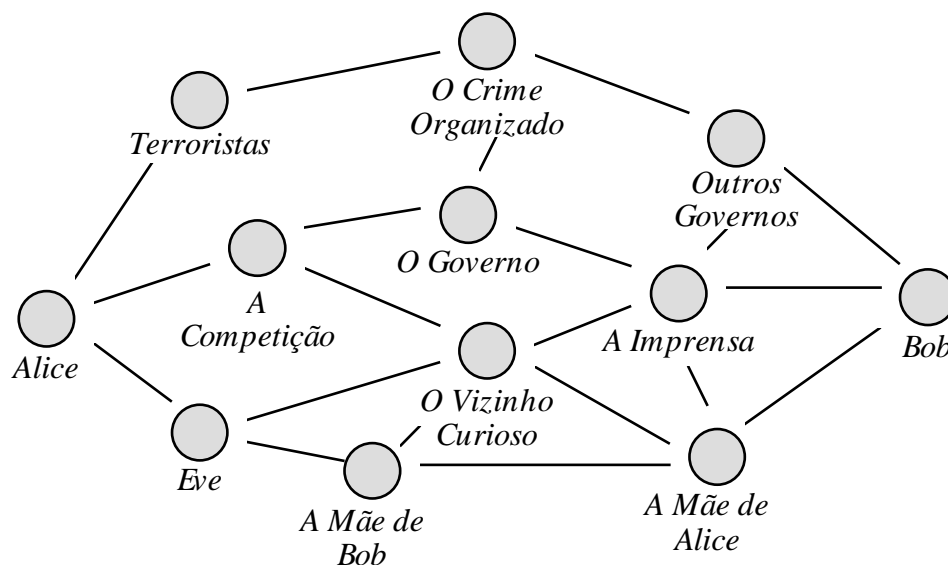 O Crime
Organizado
Terroristas
Outros
Governos
O Governo
A
Competição
A Imprensa
Bob
Alice
O Vizinho
Curioso
Eve
A Mãe de
Bob
A Mãe de
Alice